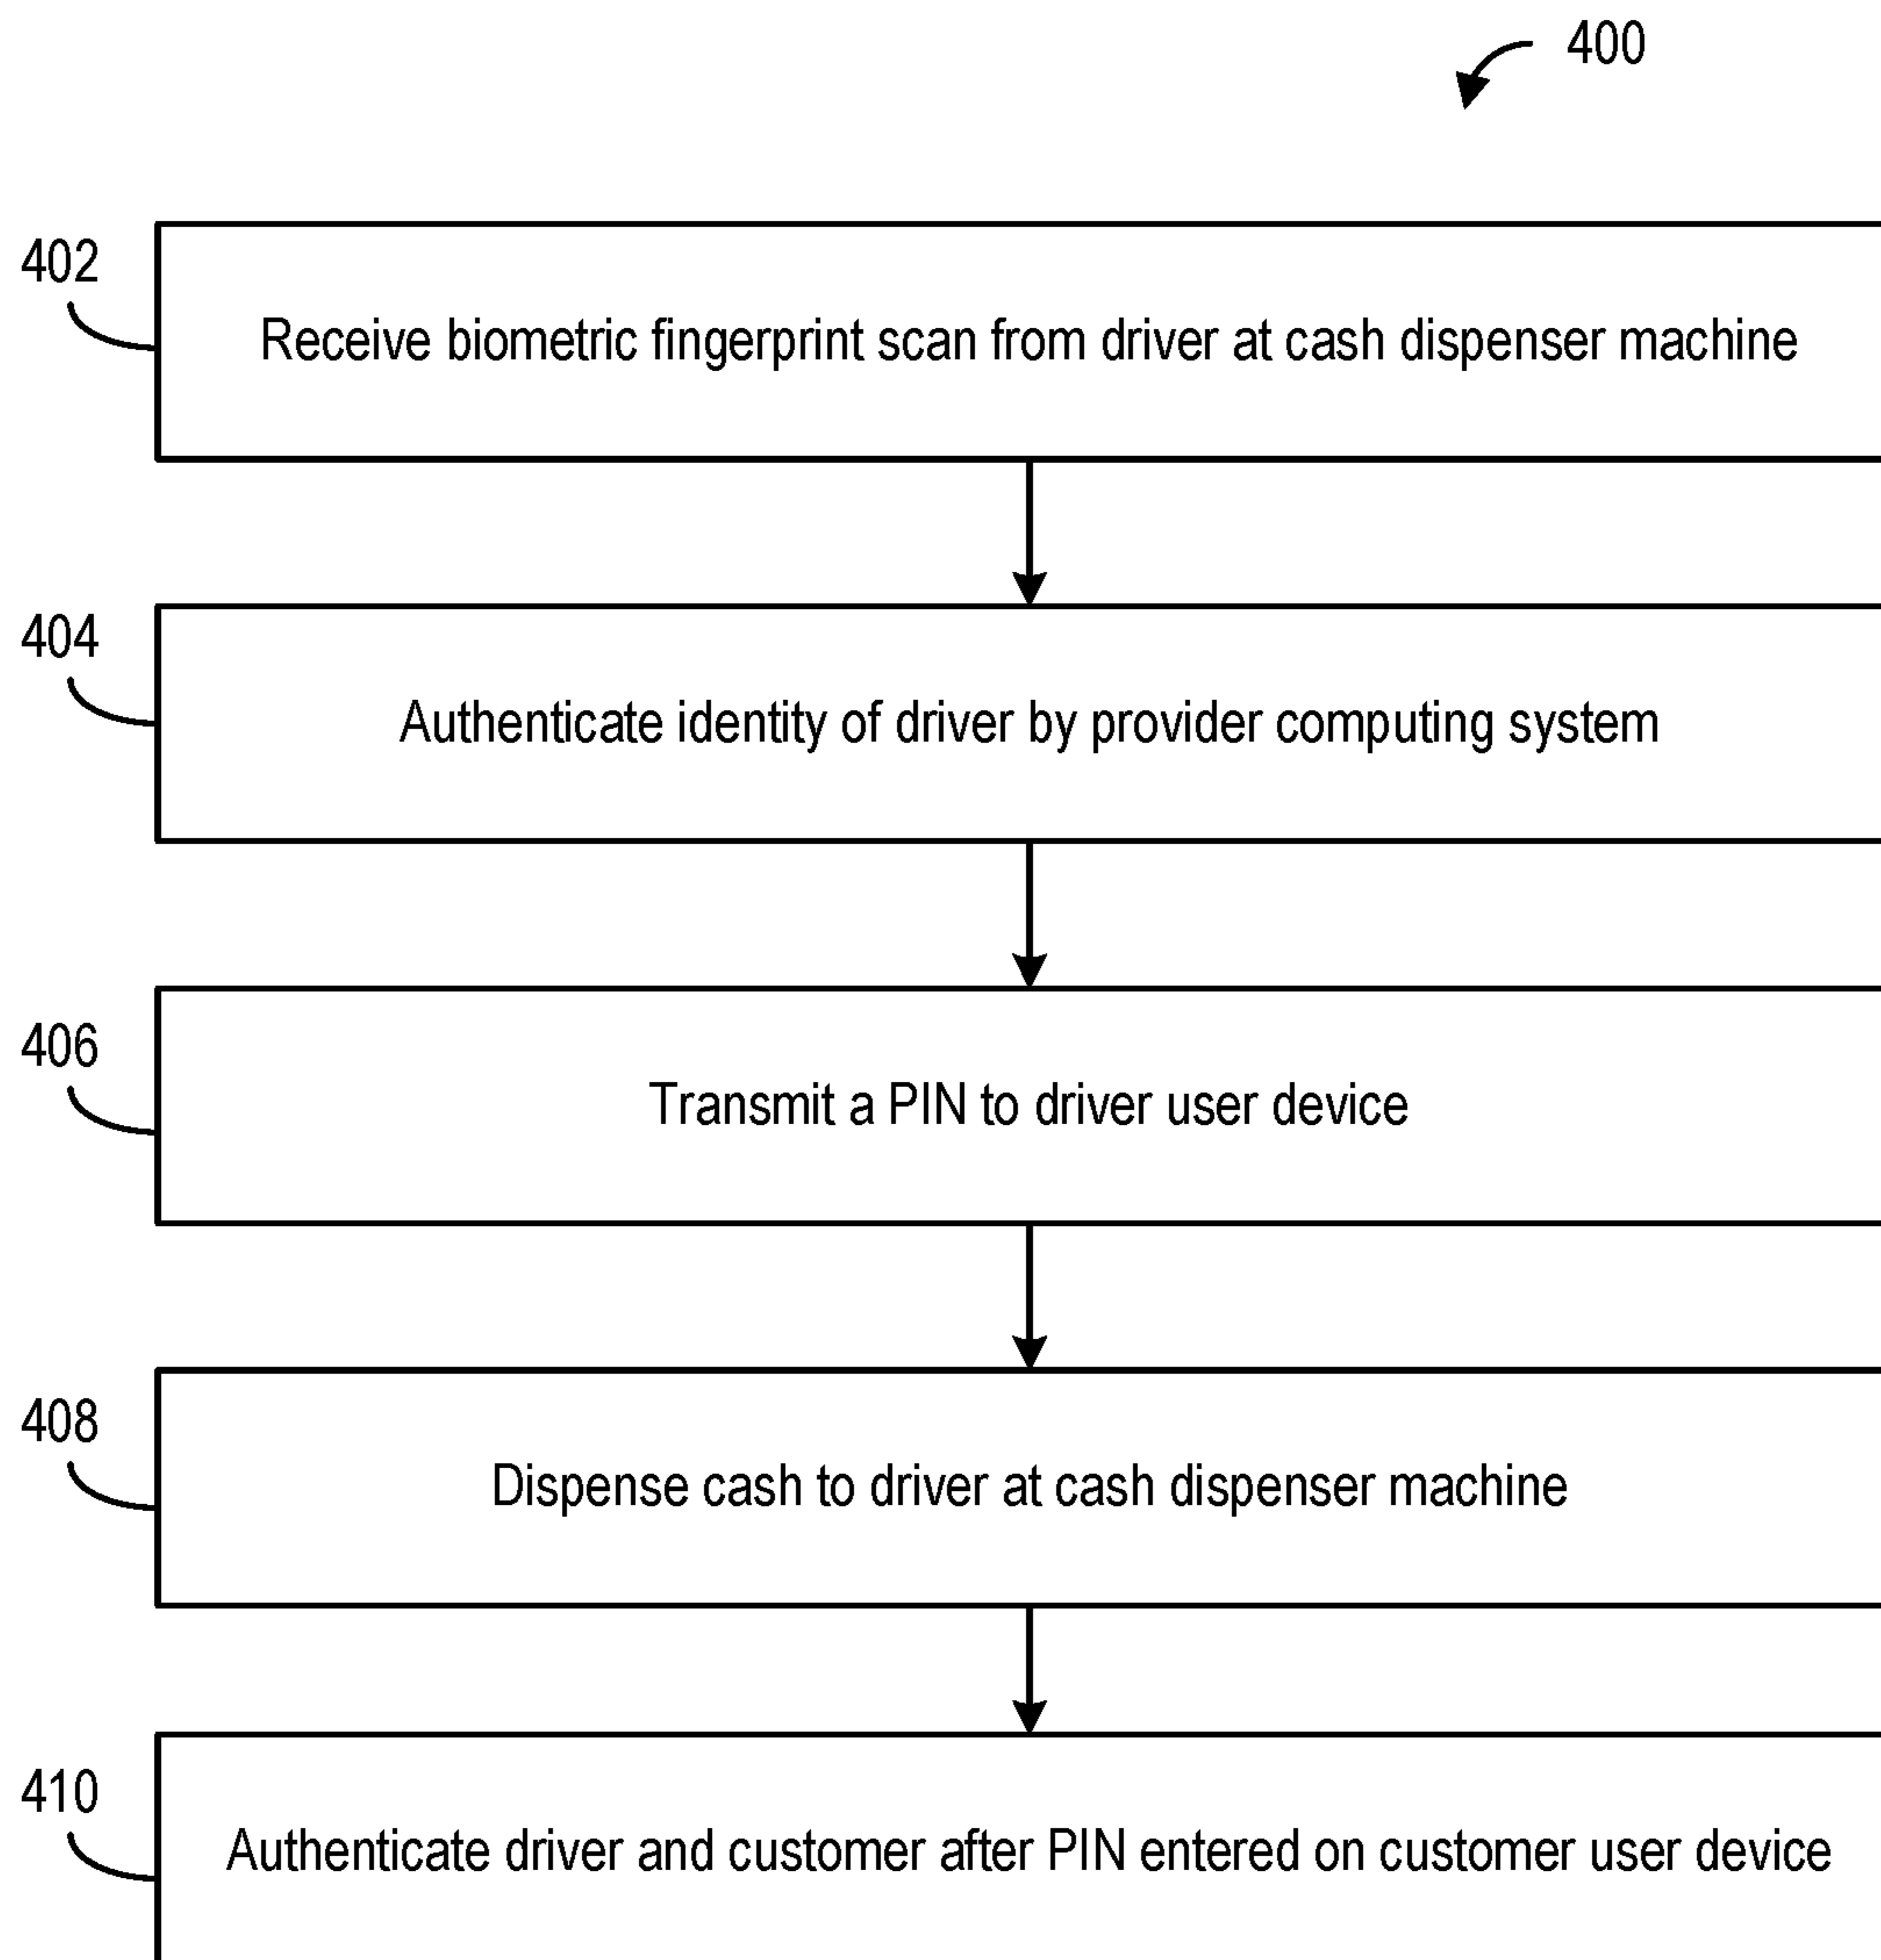 400
402
Receive biometric fingerprint scan from driver at cash dispenser machine
404
Authenticate identity of driver by provider computing system
406
Transmit a PIN to driver user device
408
Dispense cash to driver at cash dispenser machine
410
Authenticate driver and customer after PIN entered on customer user device